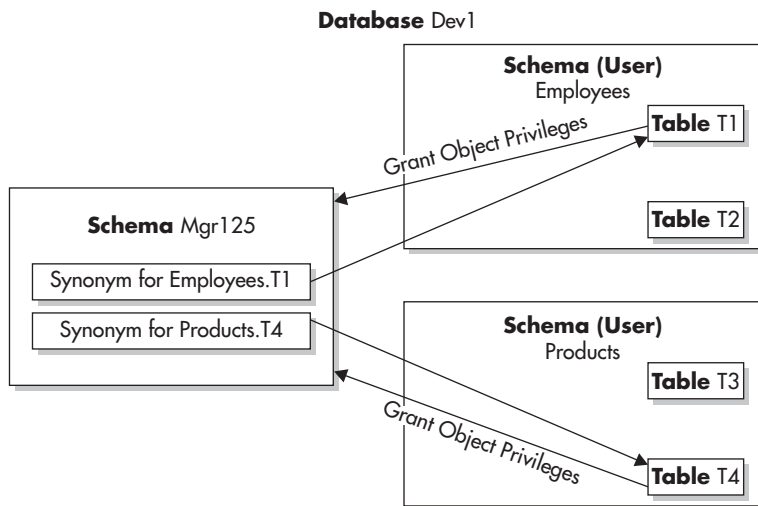 Database Dev1
Schema (User)
Employees
Table T1
Grant Object Privileges
Table T2
Schema Mgr125
Synonym for Employees.T1
Synonym for Products.T4
Schema (User)
Products
Table T3
Grant Object Privileges
Table T4